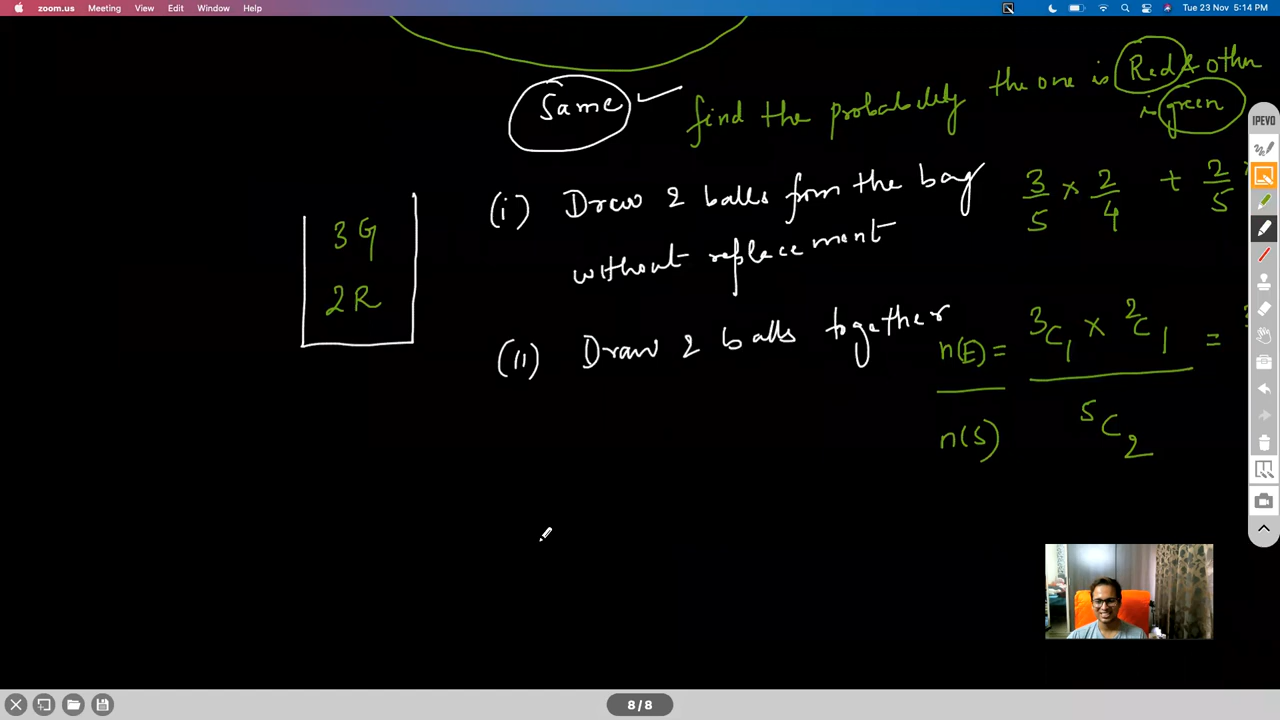 zoom.us Meeting View Edit Window Help Tue 23 Nov 5:14 PM
Same find the probability the one is Red & other
is green
IPEVO
(i) Draw 2 balls from the bag 3/5 × 2/4 + 2/5 ×
without replacement
3G
2R
(ii) Draw 2 balls together n(E) = ³C₁ × ²C₁ =
n(S) ⁵C₂
8/8